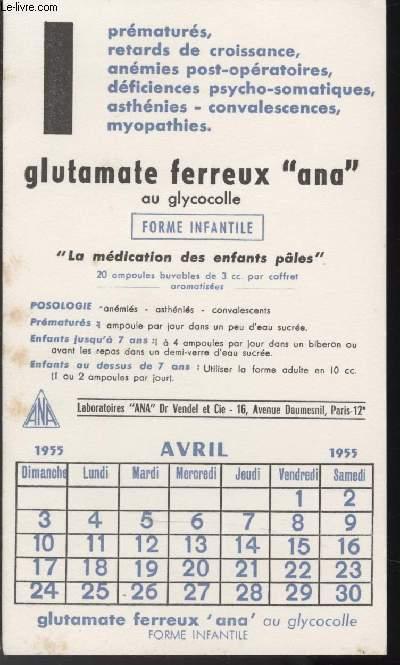 Le-livre.com
prématurés,
retards de croissance,
anémies post-opératoires,
déficiences psycho-somatiques,
asthénies - convalescences,
myopathies.
glutamate ferreux "ana"
au glycocolle
FORME INFANTILE
"La médication des enfants pâles"
20 ampoules buvables de 3 cc. par coffret
aromatisées
POSOLOGIE - anémiés - asthéniés - convalescents
Prématurés : ampoule par jour dans un peu d'eau sucrée.
Enfants jusqu'à 7 ans : à 4 ampoules par jour dans un biberon ou
avant les repas dans un demi-verre d'eau sucrée.
Enfants au dessus de 7 ans : Utiliser la forme adulte en 10 cc.
(1 ou 2 ampoules par jour).
ANA
Laboratoires "ANA" Dr Vendel et Cie - 16, Avenue Daumesnil, Paris-12e
1955 AVRIL 1955
Dimanche Lundi Mardi Mercredi Jeudi Vendredi Samedi
1 2
3 4 5 6 7 8 9
10 11 12 13 14 15 16
17 18 19 20 21 22 23
24 25 26 27 28 29 30
glutamate ferreux 'ana' au glycocolle
FORME INFANTILE